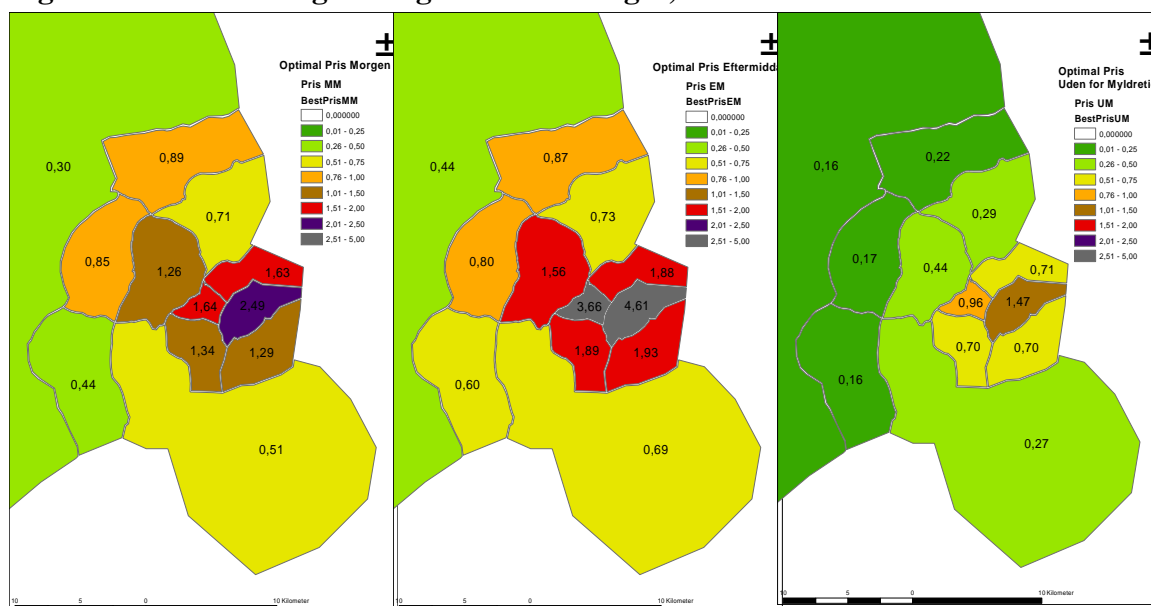 ±
Optimal Pris Morgen
Pris MM
BestPrisMM
0,000000
0,01 - 0,25
0,26 - 0,50
0,51 - 0,75
0,76 - 1,00
1,01 - 1,50
1,51 - 2,00
2,01 - 2,50
2,51 - 5,00
0,30
0,89
0,71
0,85
1,26
1,63
1,64
2,49
1,34
1,29
0,44
0,51
10 5 0 10 Kilometer
±
Optimal Pris Eftermidda
Pris EM
BestPrisEM
0,000000
0,01 - 0,25
0,26 - 0,50
0,51 - 0,75
0,76 - 1,00
1,01 - 1,50
1,51 - 2,00
2,01 - 2,50
2,51 - 5,00
0,44
0,87
0,73
0,80
1,56
1,88
3,66
4,61
1,89
1,93
0,60
0,69
10 5 0 10 Kilometer
±
Optimal Pris
Uden for Myldreti
Pris UM
BestPrisUM
0,000000
0,01 - 0,25
0,26 - 0,50
0,51 - 0,75
0,76 - 1,00
1,01 - 1,50
1,51 - 2,00
2,01 - 2,50
2,51 - 5,00
0,16
0,22
0,29
0,17
0,44
0,71
0,96
1,47
0,70
0,70
0,16
0,27
10 5 0 10 Kilometer